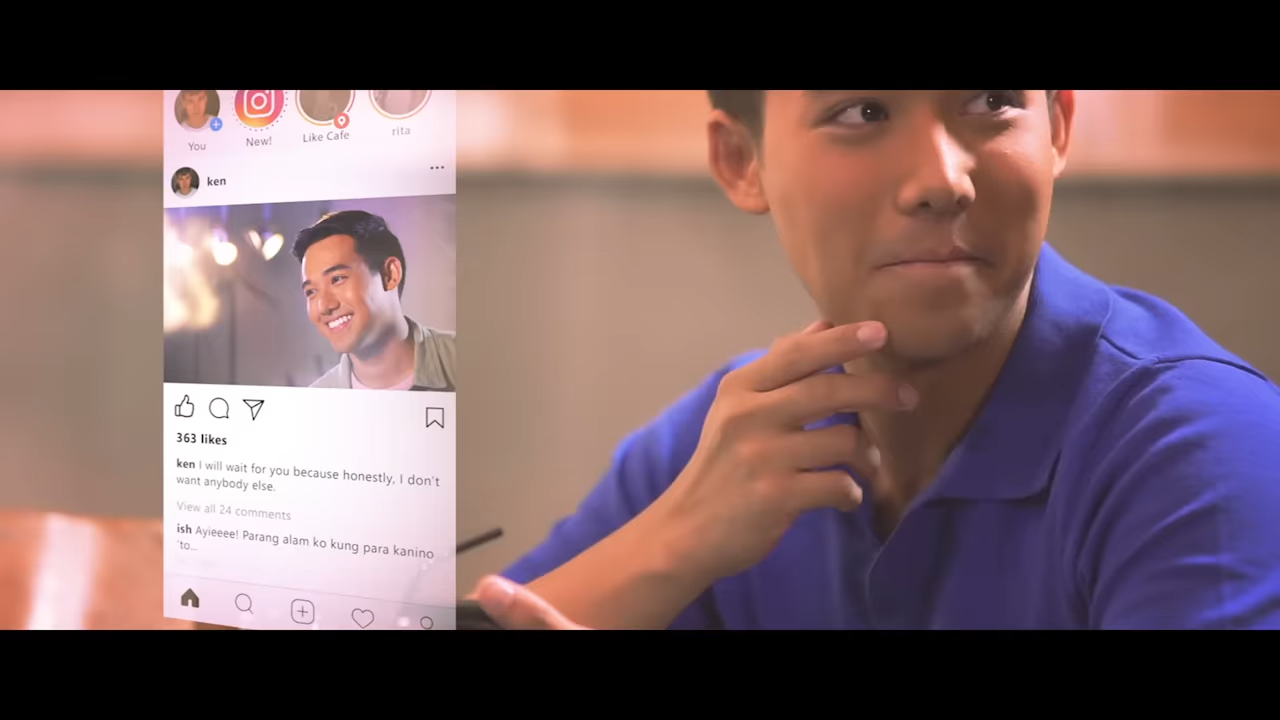 You
New!
Like Cafe
rita
ken
363 likes
ken I will wait for you because honestly, I don't
want anybody else.
View all 24 comments
ish Ayieeee! Parang alam ko kung para kanino
'to...